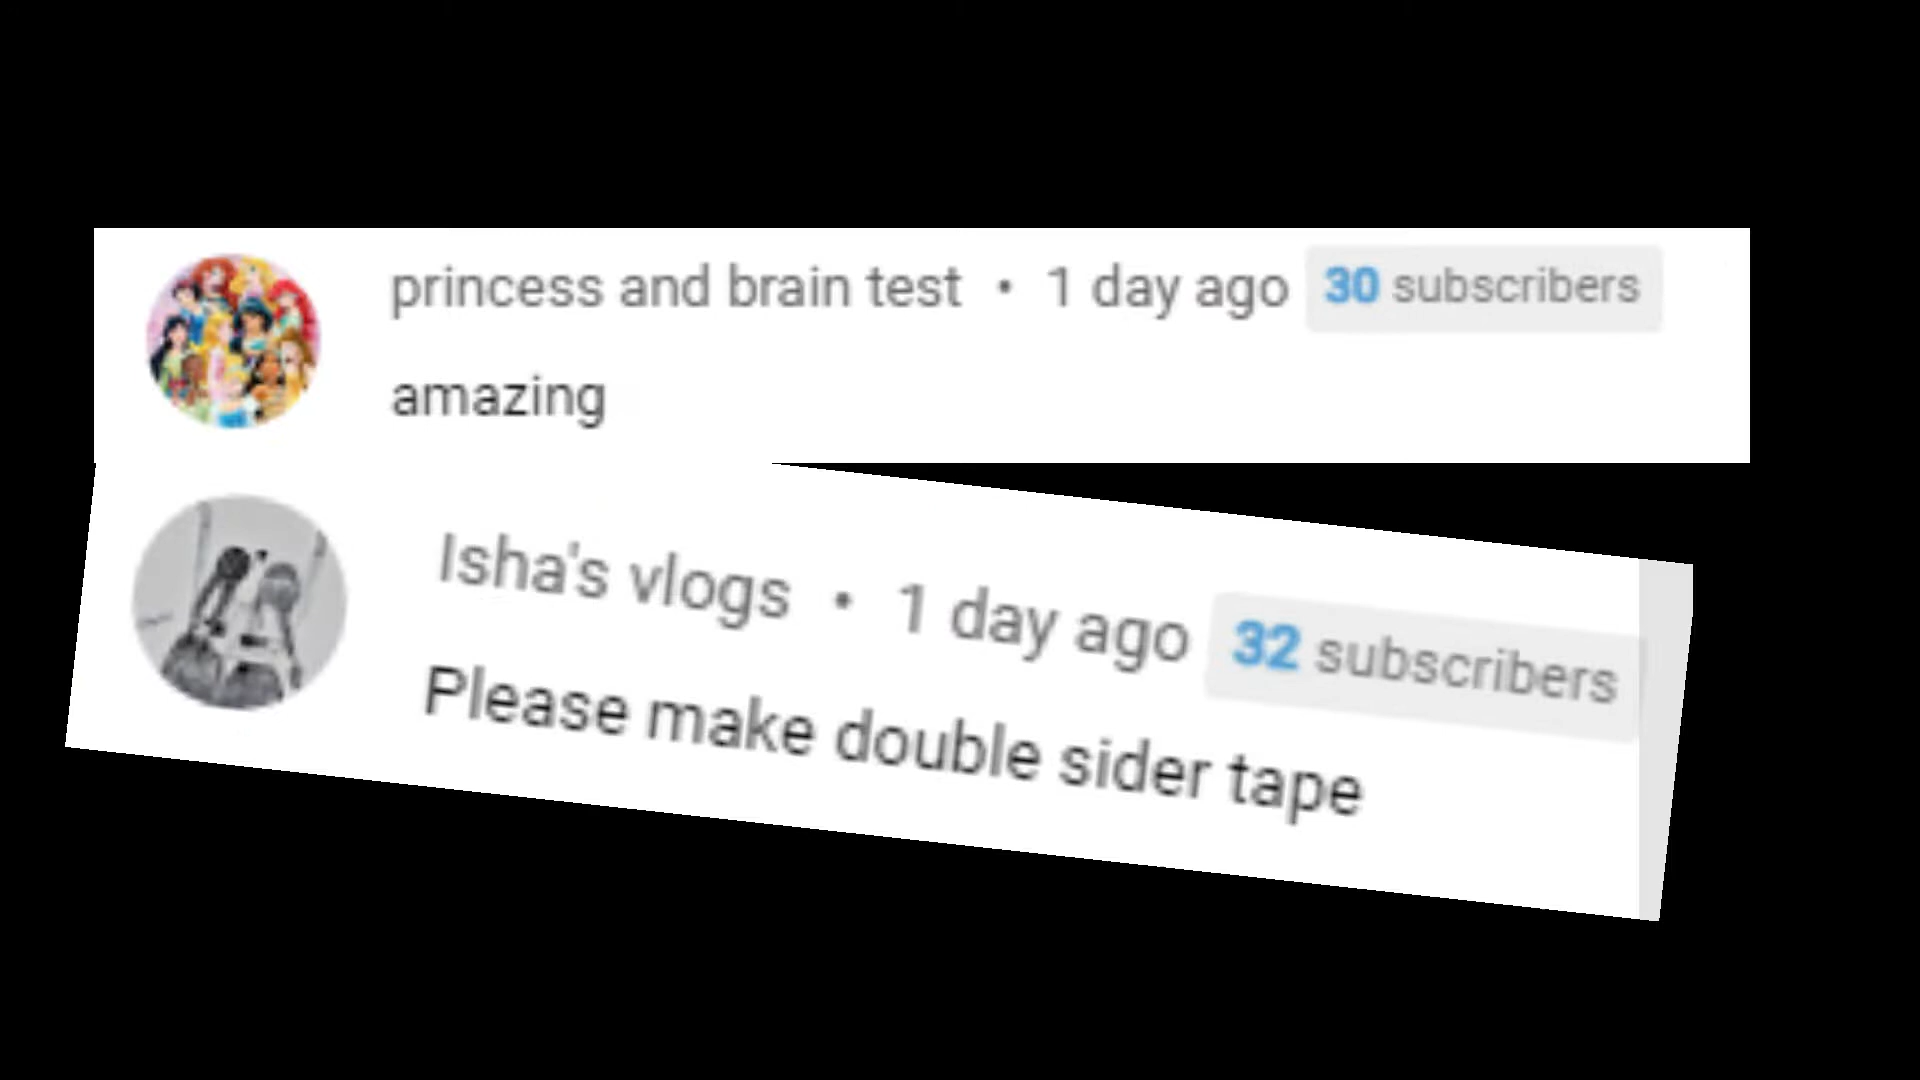 princess and brain test • 1 day ago 30 subscribers
amazing
Isha's vlogs • 1 day ago 32 subscribers
Please make double sider tape